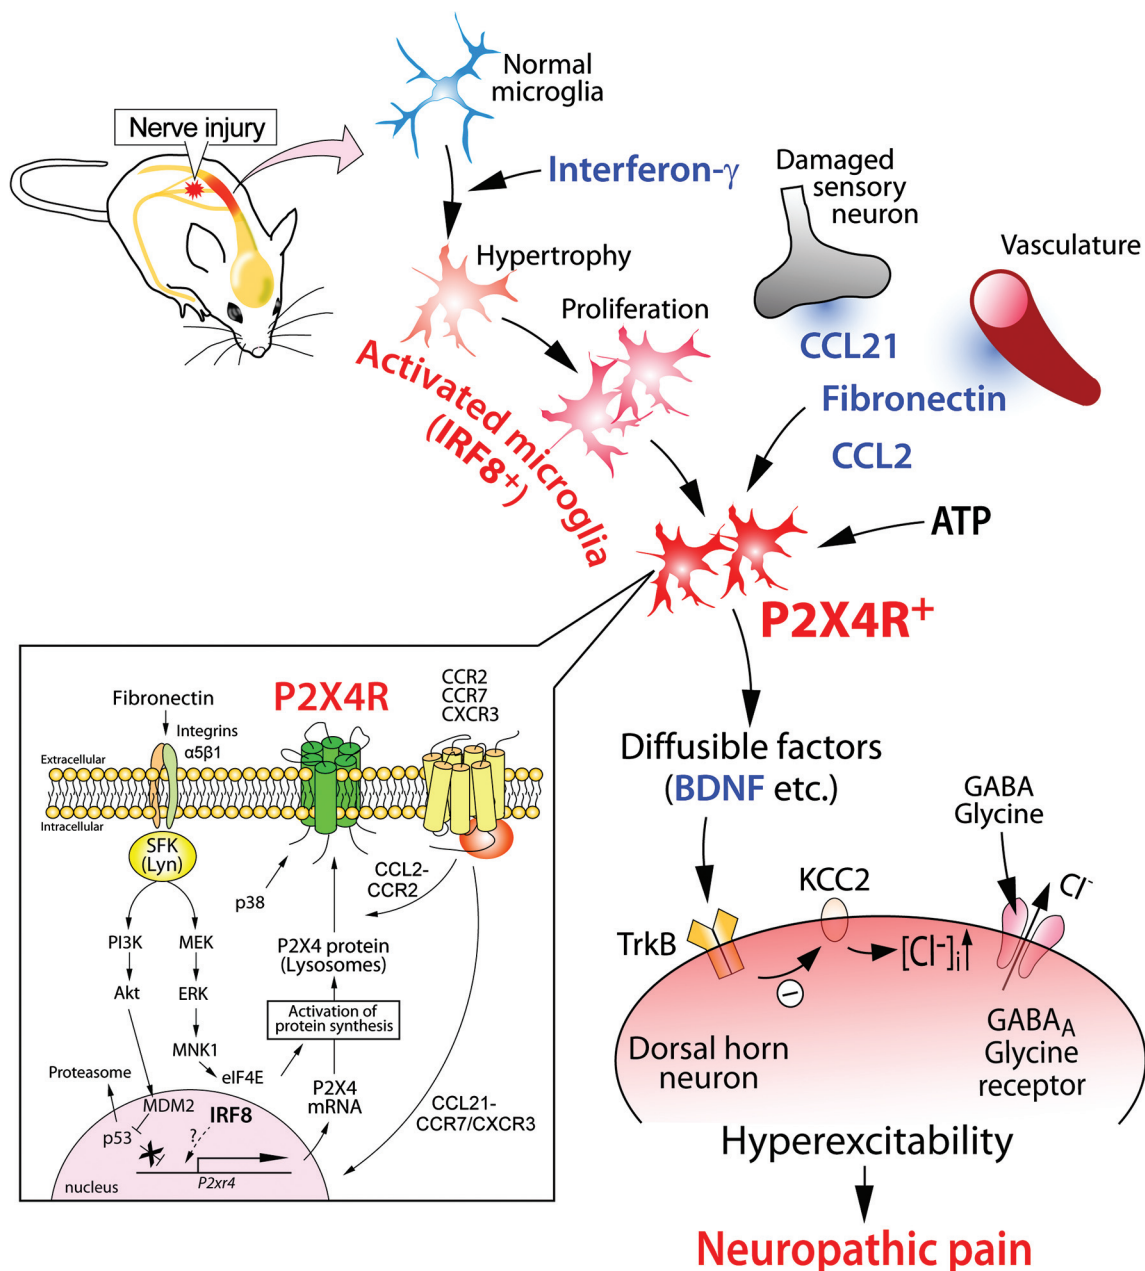 Normal
microglia
Nerve injury
Interferon-γ
Damaged
sensory
neuron
Vasculature
Hypertrophy
Proliferation
Activated microglia
(IRF8+)
CCL21
Fibronectin
CCL2
ATP
P2X4R+
Diffusible factors
(BDNF etc.)
GABA
Glycine
Cl-
KCC2
TrkB
[Cl-]i
−
GABAA
Glycine
receptor
Dorsal horn
neuron
Hyperexcitability
Neuropathic pain
Fibronectin
Integrins
α5β1
P2X4R
CCR2
CCR7
CXCR3
Extracellular
Intracellular
SFK
(Lyn)
CCL2-
CCR2
p38
PI3K
MEK
P2X4 protein
(Lysosomes)
Akt
ERK
Activation of
protein synthesis
MNK1
eIF4E
Proteasome
P2X4
mRNA
CCL21-
CCR7/CXCR3
MDM2
IRF8
p53
?
P2xr4
nucleus